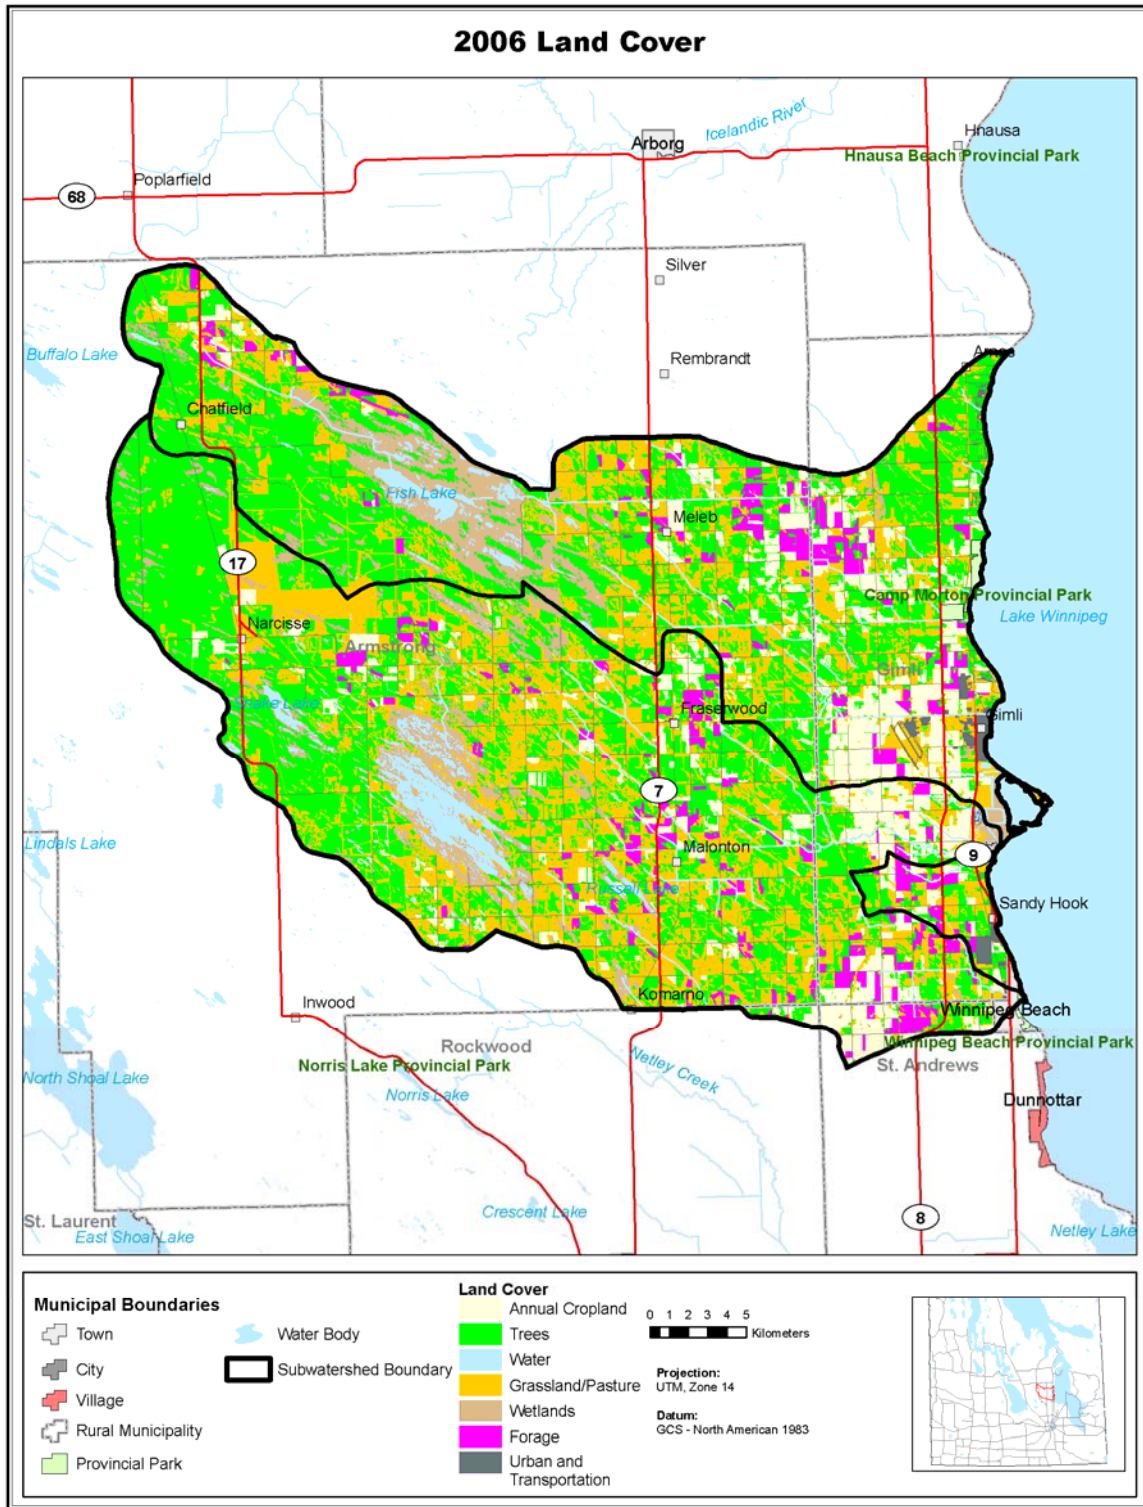 2006 Land Cover
Icelandic River
Arborg
Hnausa
Hnausa Beach Provincial Park
Poplarfield
68
Silver
Buffalo Lake
Rembrandt
Arnes
Chatfield
Fish Lake
Meleb
17
Camp Morton Provincial Park
Lake Winnipeg
Narcisse
Armstrong
Gimli
Fraserwood
Gimli
7
Lindals Lake
Malonton
9
Russell Lake
Sandy Hook
Komarno
Inwood
Winnipeg Beach
Rockwood
Winnipeg Beach Provincial Park
Norris Lake Provincial Park
Netley Creek
St. Andrews
North Shoal Lake
Norris Lake
Dunnottar
St. Laurent
Crescent Lake
8
East Shoal Lake
Netley Lake
Municipal Boundaries
Town
City
Village
Rural Municipality
Provincial Park
Water Body
Subwatershed Boundary
Land Cover
Annual Cropland
Trees
Water
Grassland/Pasture
Wetlands
Forage
Urban and
Transportation
0 1 2 3 4 5
Kilometers
Projection:
UTM, Zone 14
Datum:
GCS - North American 1983